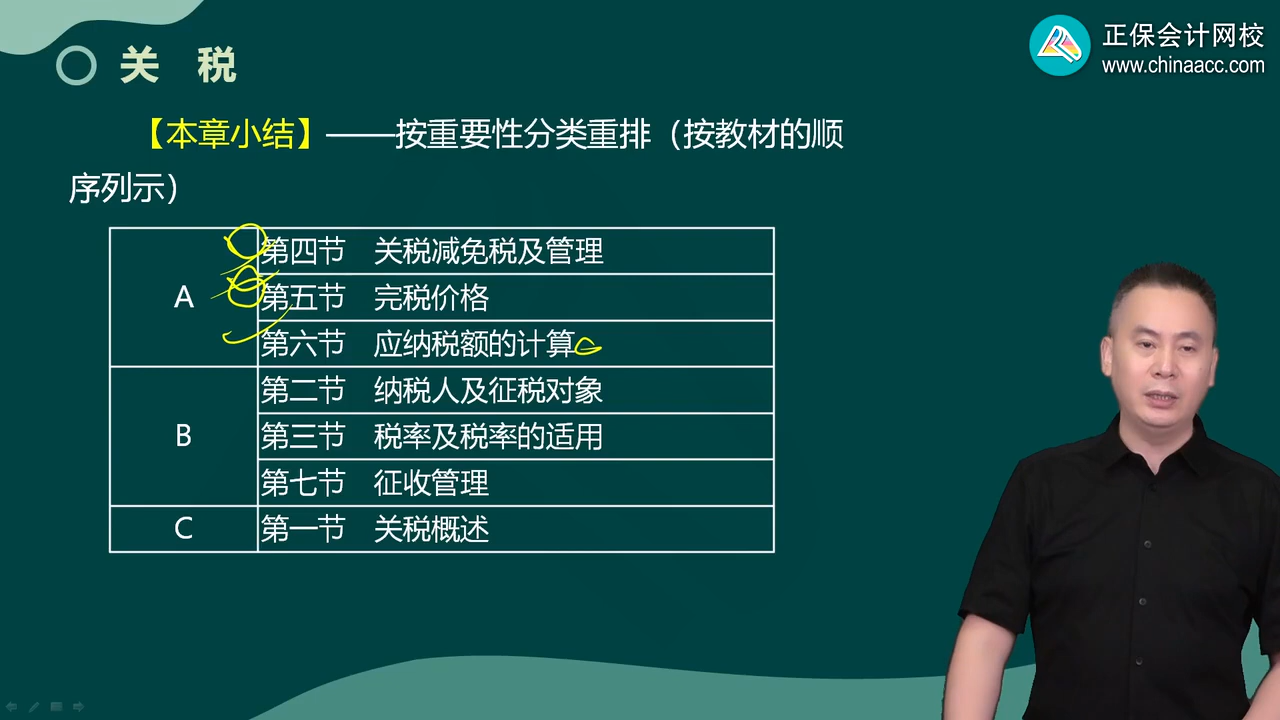 关 税
正保会计网校
www.chinaacc.com
【本章小结】——按重要性分类重排（按教材的顺
序列示）
A
第四节 关税减免税及管理
第五节 完税价格
第六节 应纳税额的计算
B
第二节 纳税人及征税对象
第三节 税率及税率的适用
第七节 征收管理
C
第一节 关税概述